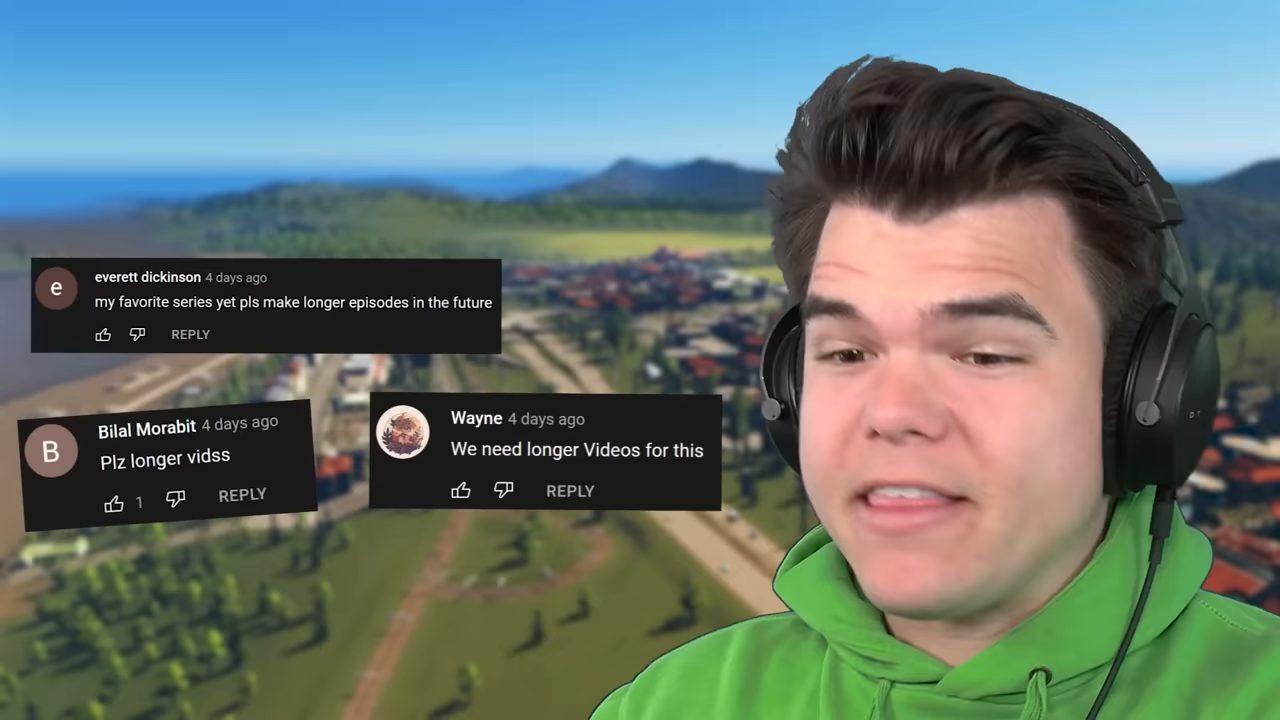 everett dickinson 4 days ago
my favorite series yet pls make longer episodes in the future
REPLY
Bilal Morabit 4 days ago
B
Plz longer vidss
1 REPLY
Wayne 4 days ago
We need longer Videos for this
REPLY